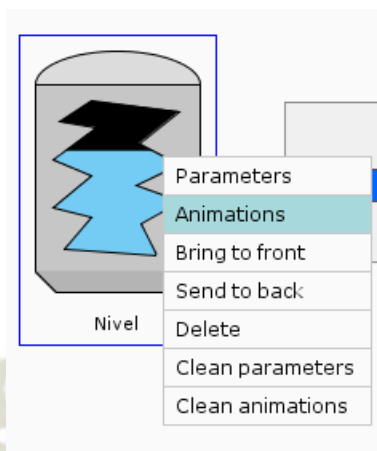 Parameters
Animations
Bring to front
Send to back
Nivel
Delete
Clean parameters
Clean animations